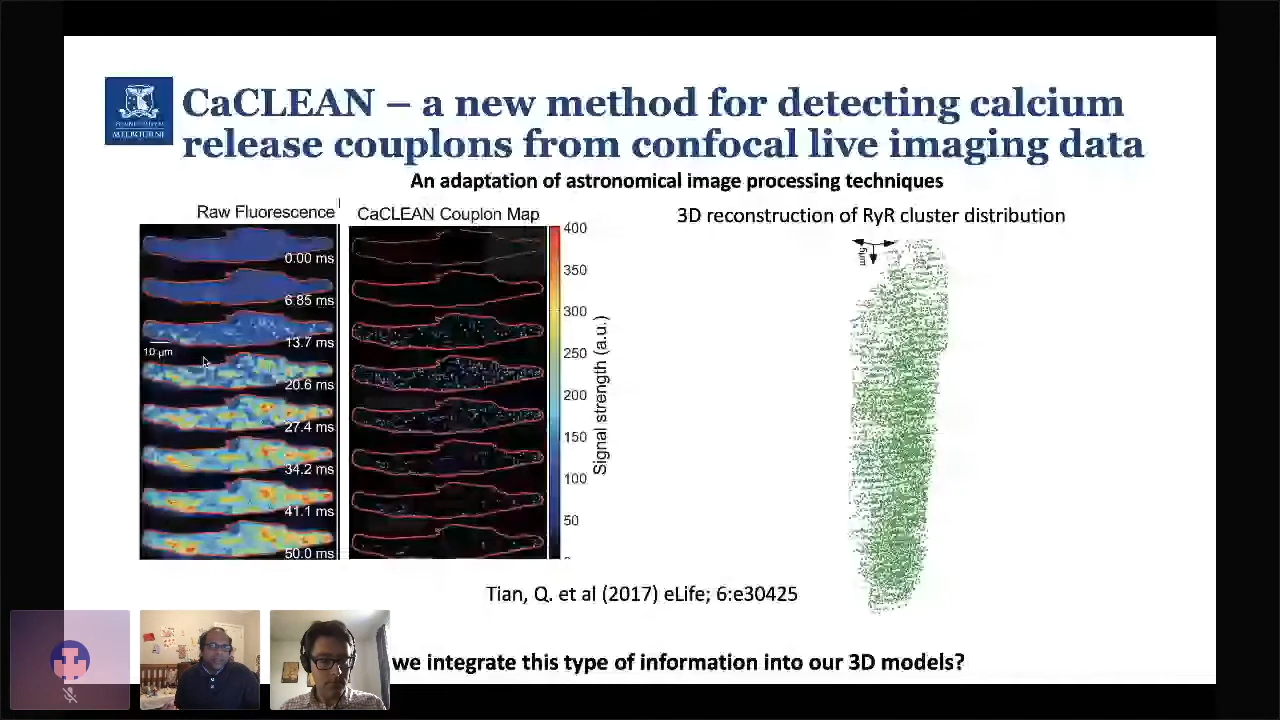 CaCLEAN – a new method for detecting calcium
release couplons from confocal live imaging data
MELBOURNE
An adaptation of astronomical image processing techniques
Raw Fluorescence
CaCLEAN Couplon Map
3D reconstruction of RyR cluster distribution
0.00 ms
6.85 ms
13.7 ms
10 µm
20.6 ms
27.4 ms
34.2 ms
41.1 ms
50.0 ms
400
350
300
250
200
150
100
50
Signal strength (a.u.)
5µm
Tian, Q. et al (2017) eLife; 6:e30425
we integrate this type of information into our 3D models?